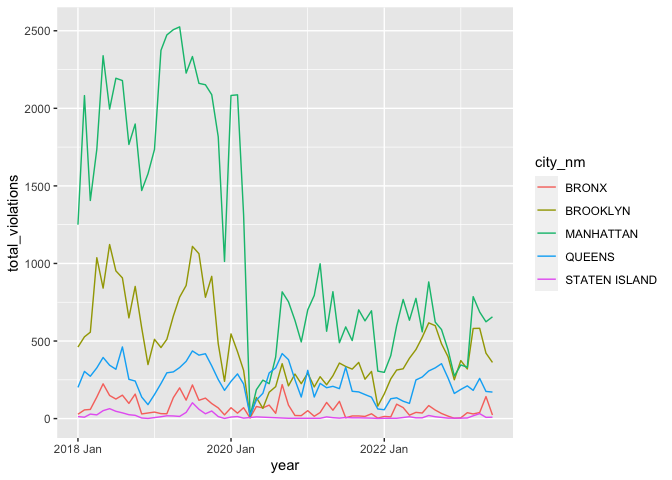 2500
2000
1500
1000
500
0
total_violations
2018 Jan
2020 Jan
2022 Jan
year
city_nm
BRONX
BROOKLYN
MANHATTAN
QUEENS
STATEN ISLAND